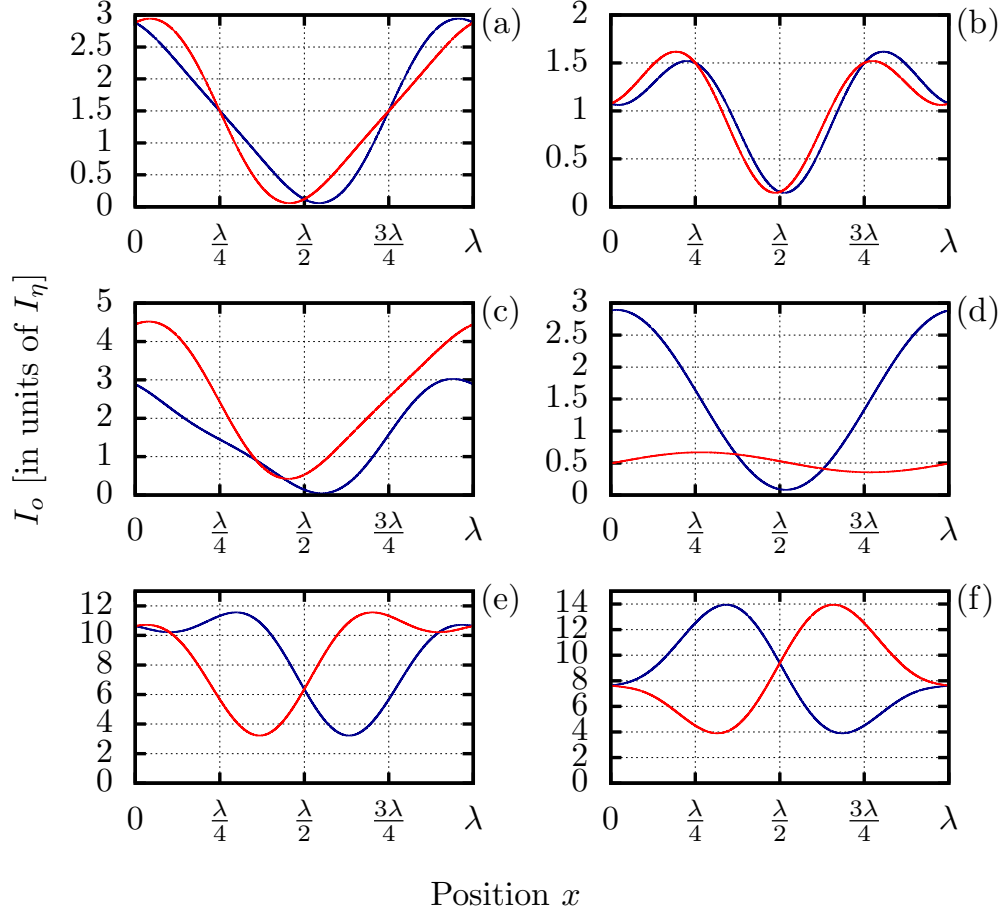 3 2.5 2 1.5 1 0.5 0 (a)
0 λ/4 λ/2 3λ/4 λ
2 1.5 1 0.5 0 (b)
0 λ/4 λ/2 3λ/4 λ
I_o [in units of I_η]
5 4 3 2 1 0 (c)
0 λ/4 λ/2 3λ/4 λ
3 2.5 2 1.5 1 0.5 0 (d)
0 λ/4 λ/2 3λ/4 λ
12 10 8 6 4 2 0 (e)
0 λ/4 λ/2 3λ/4 λ
14 12 10 8 6 4 2 0 (f)
0 λ/4 λ/2 3λ/4 λ
Position x